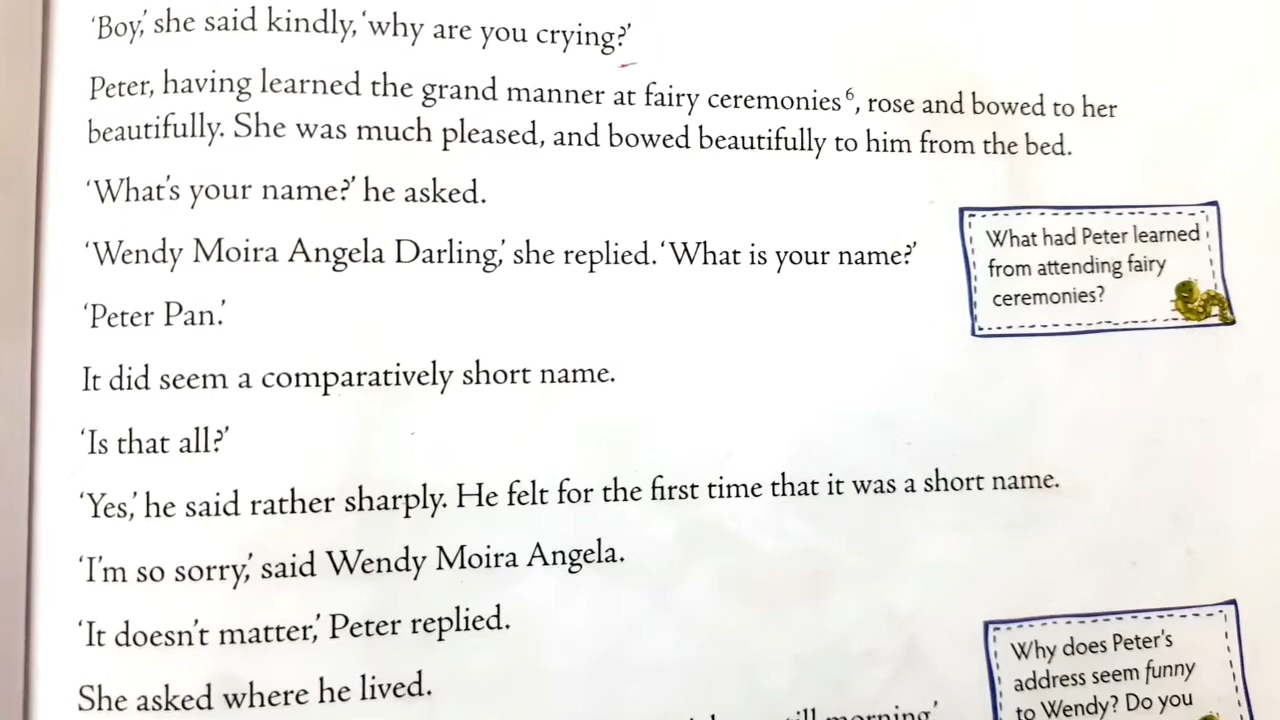 ‘Boy,’ she said kindly, ‘why are you crying?’
Peter, having learned the grand manner at fairy ceremonies⁶, rose and bowed to her
beautifully. She was much pleased, and bowed beautifully to him from the bed.
‘What’s your name?’ he asked.
What had Peter learned
from attending fairy
ceremonies?
‘Wendy Moira Angela Darling,’ she replied. ‘What is your name?’
‘Peter Pan.’
It did seem a comparatively short name.
‘Is that all?’
‘Yes,’ he said rather sharply. He felt for the first time that it was a short name.
‘I’m so sorry,’ said Wendy Moira Angela.
‘It doesn’t matter,’ Peter replied.
She asked where he lived.
Why does Peter’s
address seem funny
to Wendy? Do you
till morning’